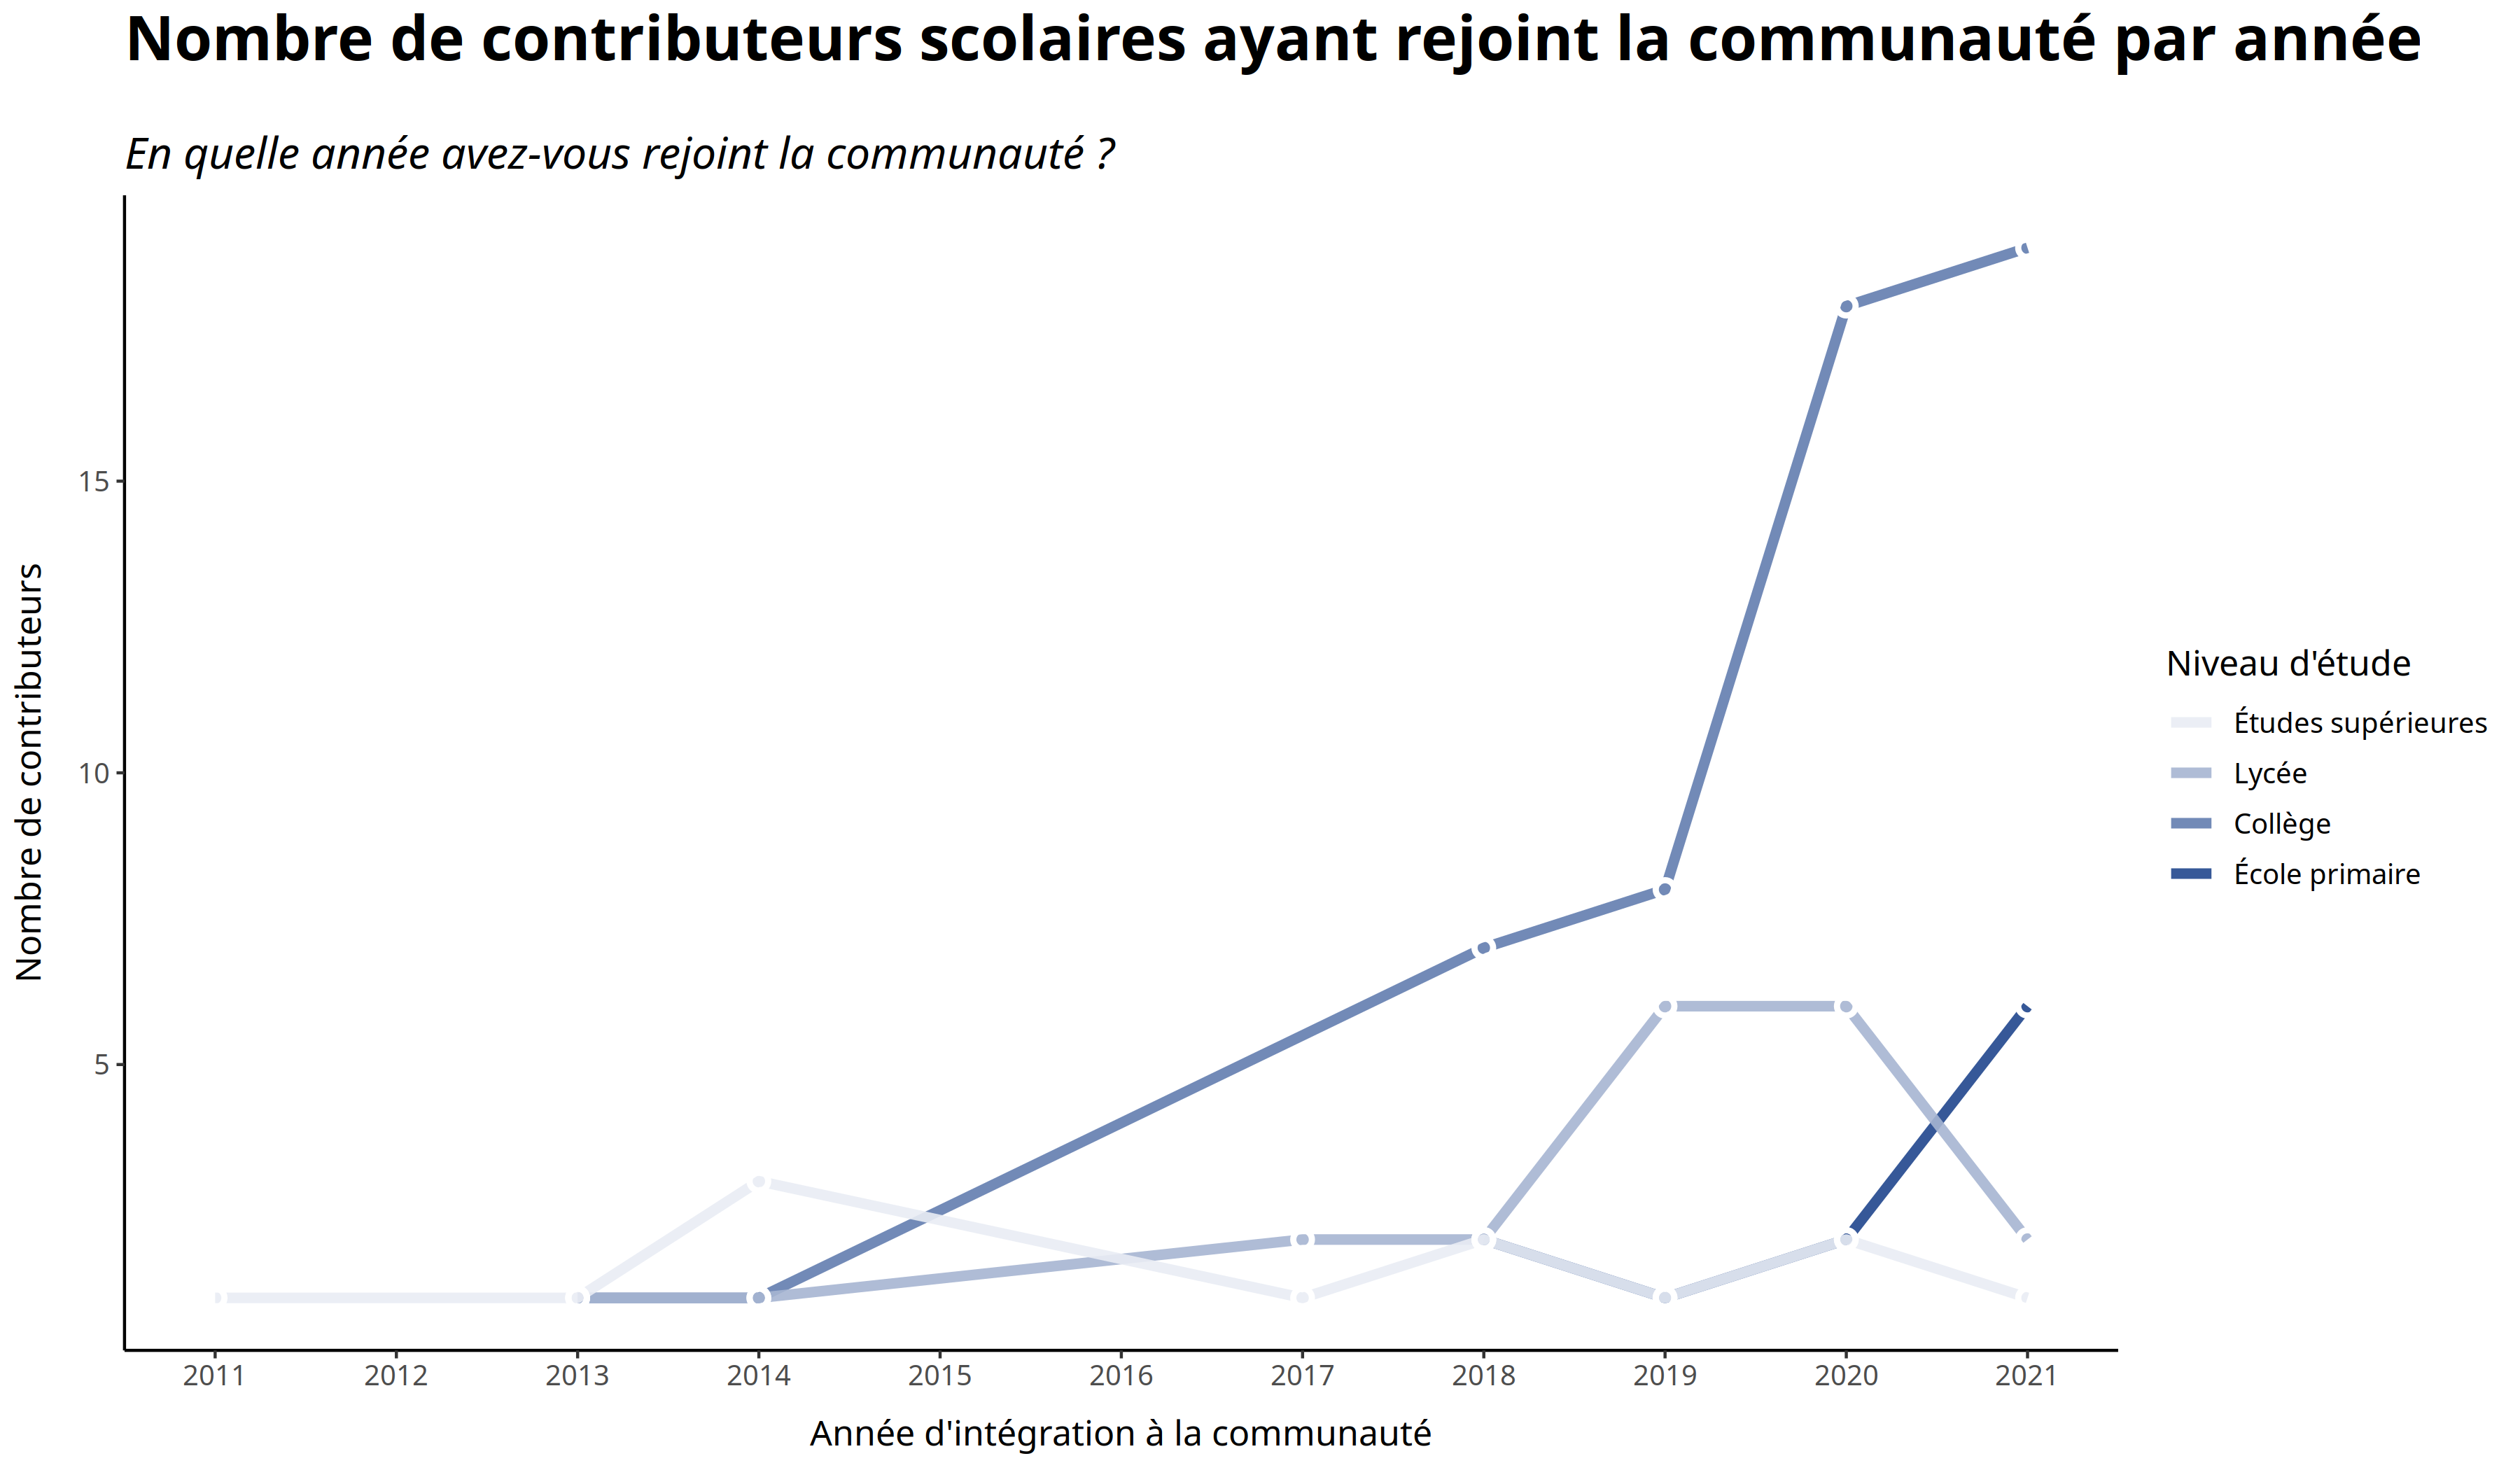 Nombre de contributeurs scolaires ayant rejoint la communauté par année
En quelle année avez-vous rejoint la communauté ?
Nombre de contributeurs
15
10
5
2011 2012 2013 2014 2015 2016 2017 2018 2019 2020 2021
Année d'intégration à la communauté
Niveau d'étude
Études supérieures
Lycée
Collège
École primaire